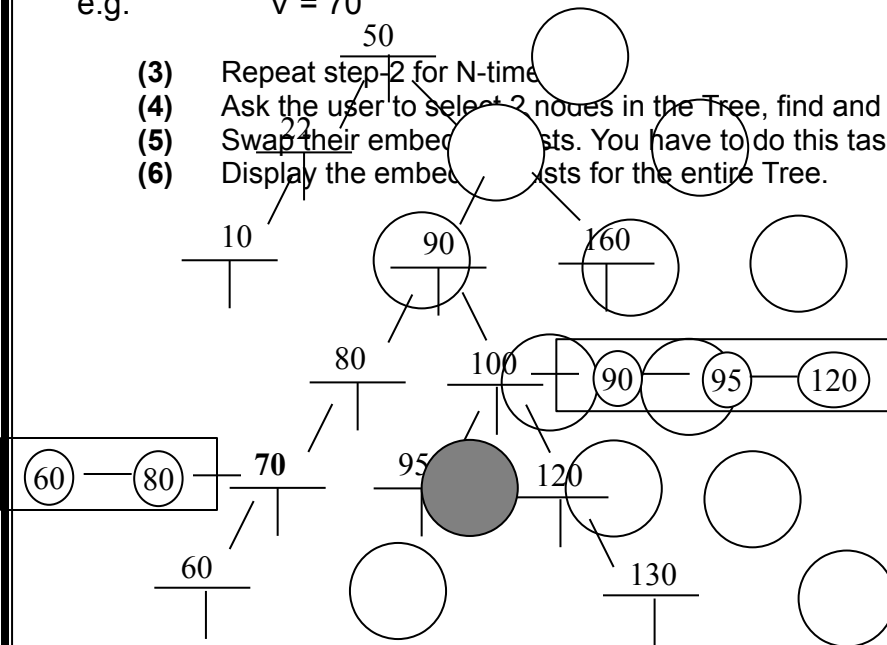 e.g. V = 70
50
(3) Repeat step-2 for N-time
(4) Ask the user to select 2 nodes in the Tree, find and
22
(5) Swap their embed sts. You have to do this tas
(6) Display the embed sts for the entire Tree.
10 90 160
80 100 90 95 120
60 80 70 95 120
60 130